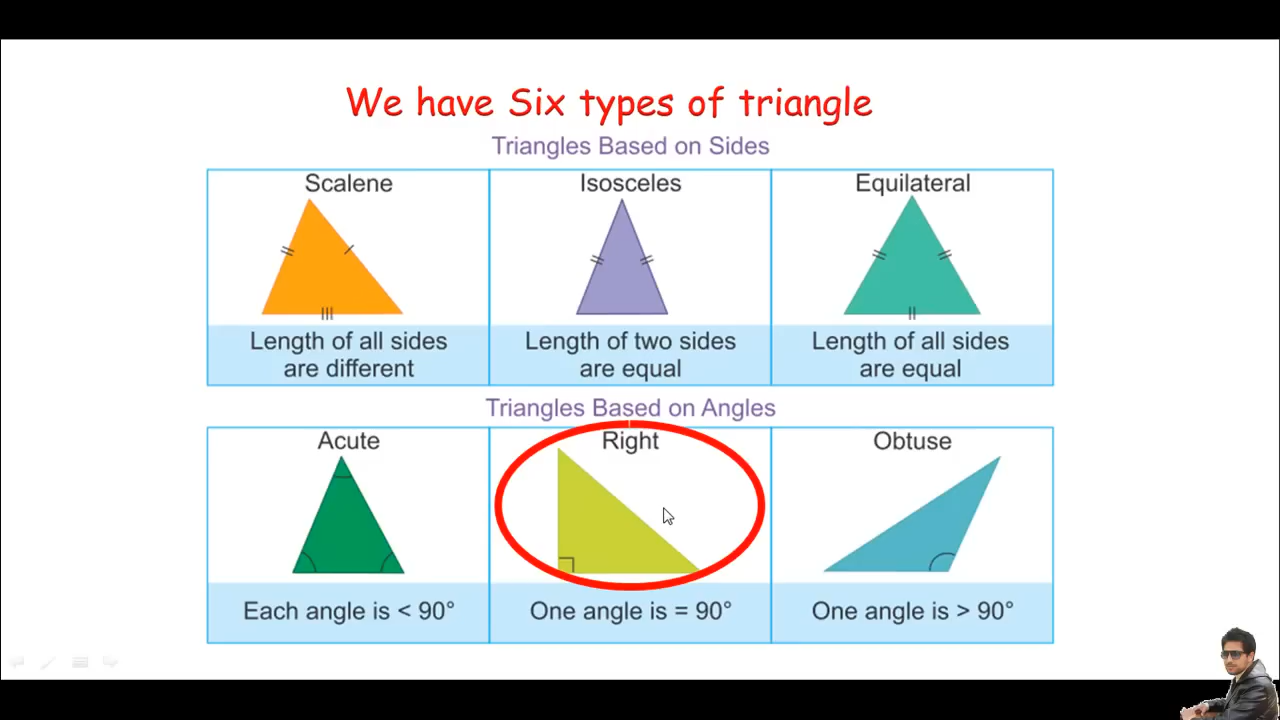 We have Six types of triangle
Triangles Based on Sides
Scalene
Isosceles
Equilateral
Length of all sides
are different
Length of two sides
are equal
Length of all sides
are equal
Triangles Based on Angles
Acute
Right
Obtuse
Each angle is < 90°
One angle is = 90°
One angle is > 90°